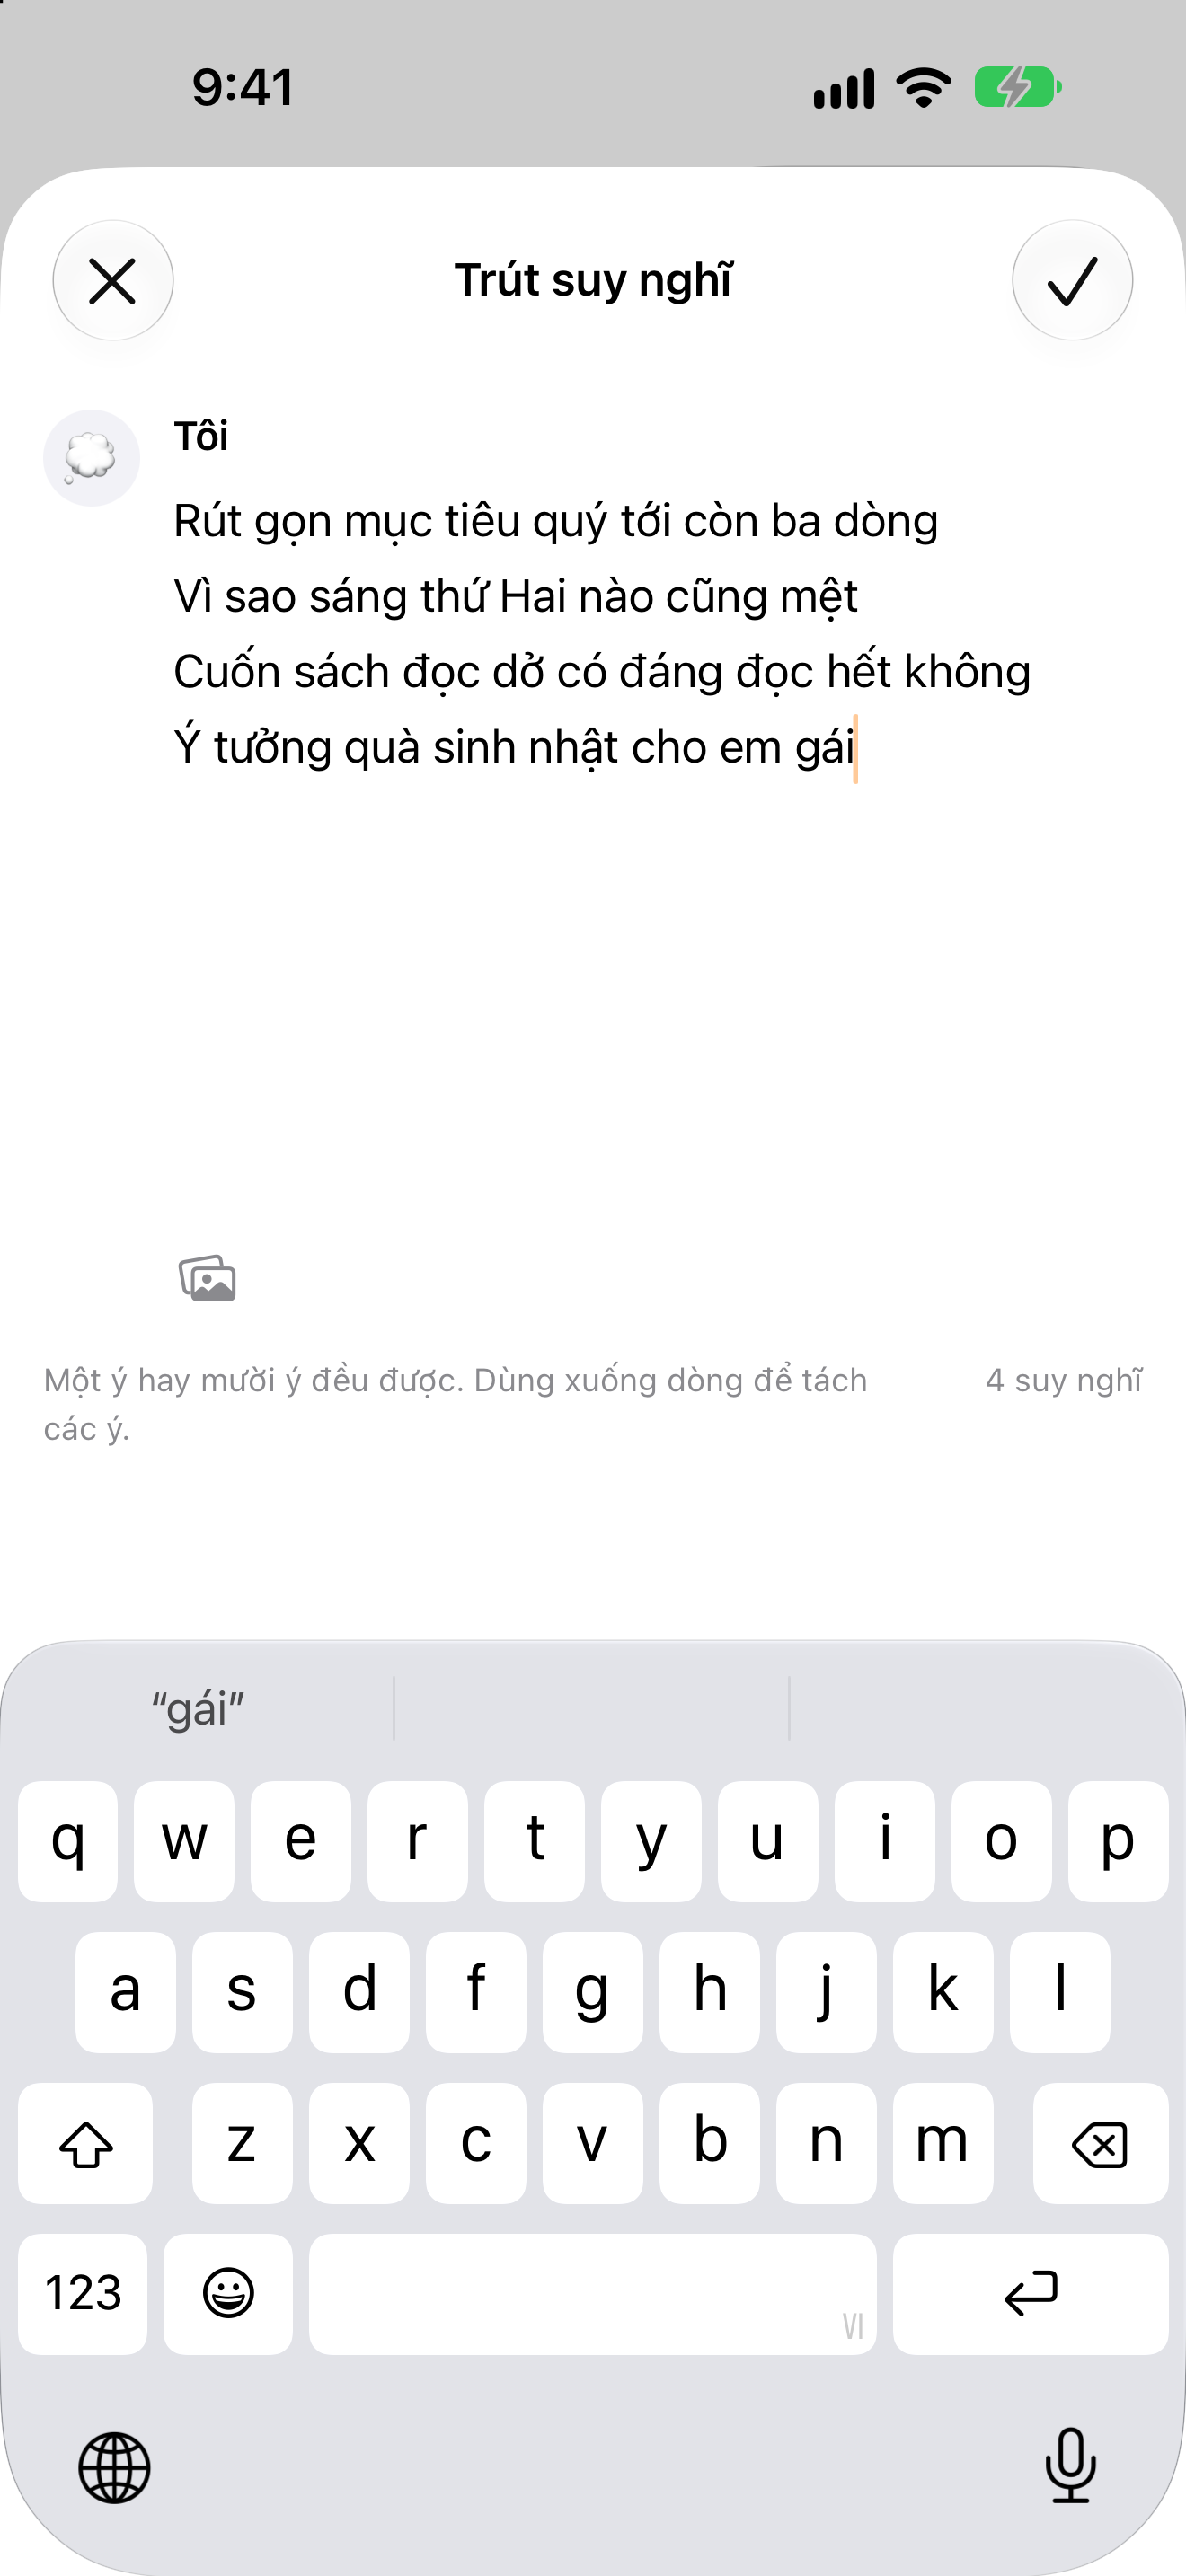 9:41
Trút suy nghĩ
Tôi
Rút gọn mục tiêu quý tới còn ba dòng
Vì sao sáng thứ Hai nào cũng mệt
Cuốn sách đọc dở có đáng đọc hết không
Ý tưởng quà sinh nhật cho em gái
Một ý hay mười ý đều được. Dùng xuống dòng để tách
các ý.
4 suy nghĩ
“gái”
q w e r t y u i o p
a s d f g h j k l
z x c v b n m
123
VI